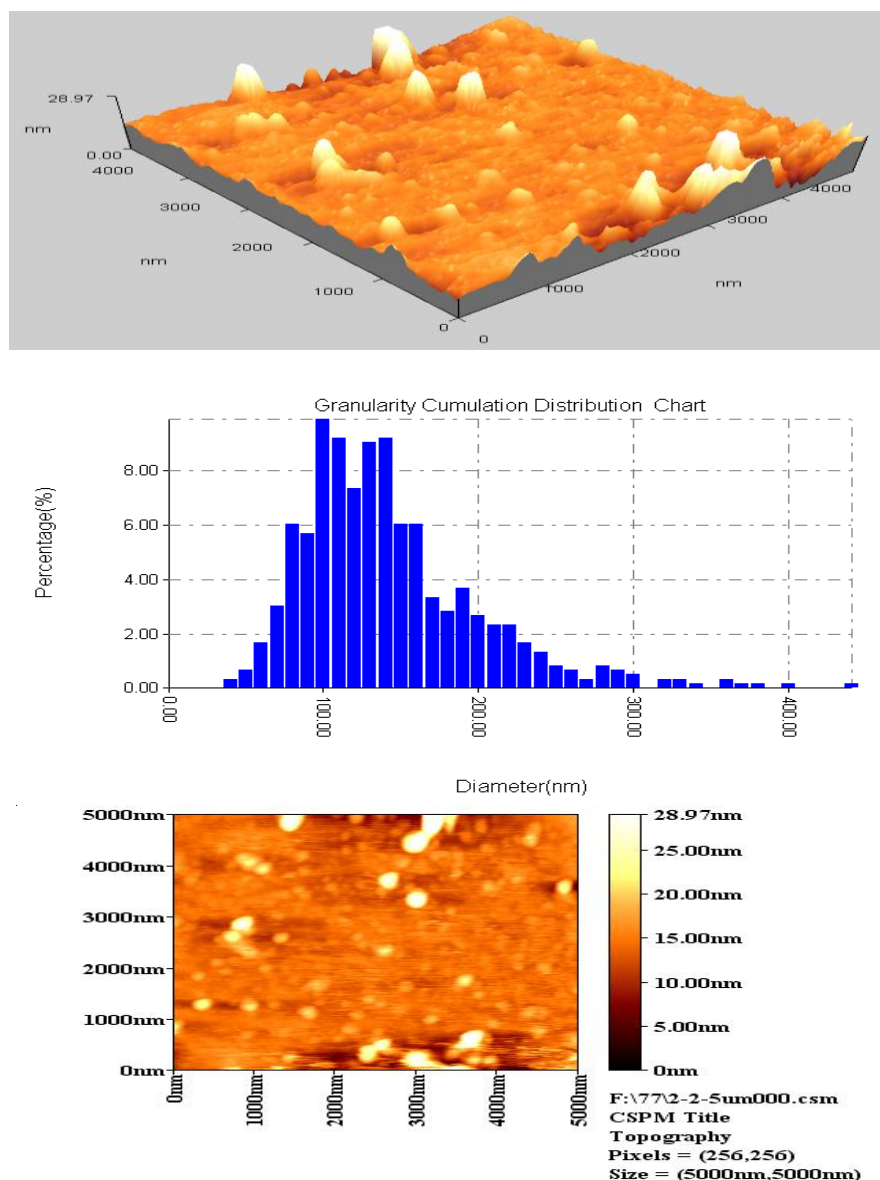 28.97
nm
0.00
4000
3000
nm
2000
1000
0
0
1000
2000
nm
3000
4000
Granularity Cumulation Distribution Chart
Percentage(%)
8.00
6.00
4.00
2.00
0.00
0.00
100.00
200.00
300.00
400.00
Diameter(nm)
5000nm
4000nm
3000nm
2000nm
1000nm
0nm
0nm
1000nm
2000nm
3000nm
4000nm
5000nm
28.97nm
25.00nm
20.00nm
15.00nm
10.00nm
5.00nm
0nm
F:\77\2-2-5um000.csm
CSPM Title
Topography
Pixels = (256,256)
Size = (5000nm,5000nm)